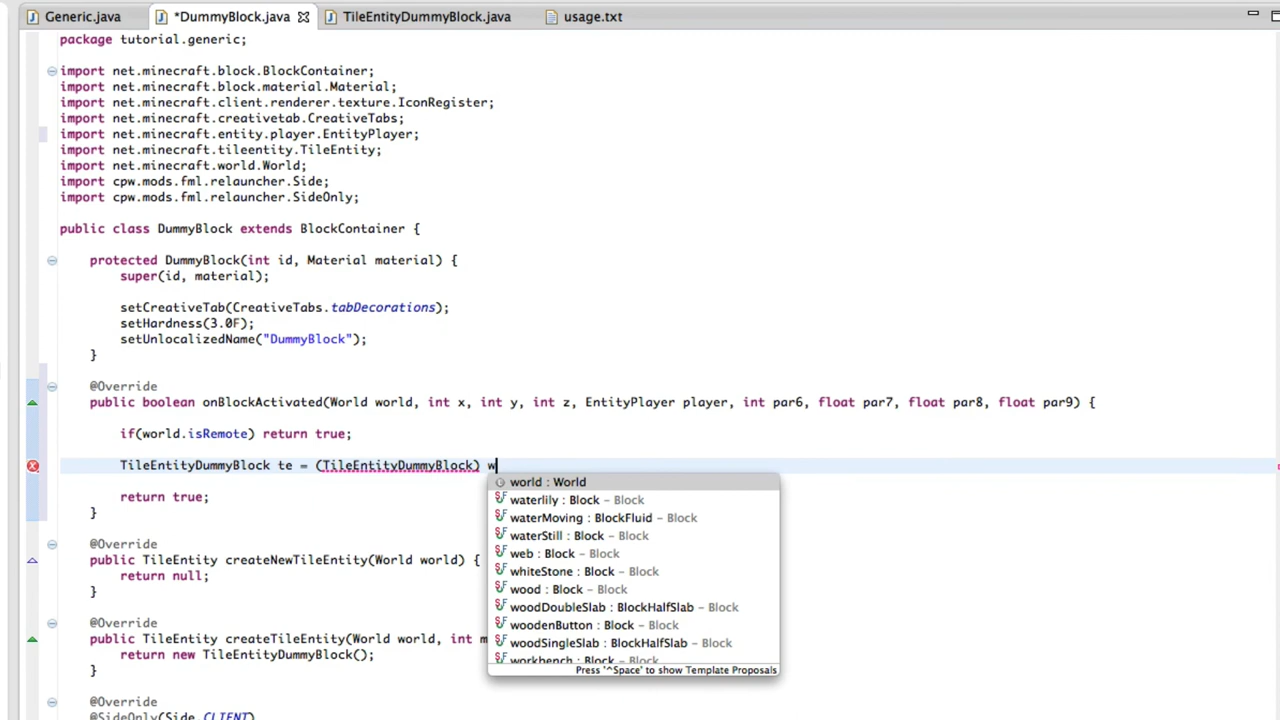 Generic.java *DummyBlock.java TileEntityDummyBlock.java usage.txt
package tutorial.generic;
import net.minecraft.block.BlockContainer;
import net.minecraft.block.material.Material;
import net.minecraft.client.renderer.texture.IconRegister;
import net.minecraft.creativetab.CreativeTabs;
import net.minecraft.entity.player.EntityPlayer;
import net.minecraft.tileentity.TileEntity;
import net.minecraft.world.World;
import cpw.mods.fml.relauncher.Side;
import cpw.mods.fml.relauncher.SideOnly;
public class DummyBlock extends BlockContainer {
protected DummyBlock(int id, Material material) {
super(id, material);
setCreativeTab(CreativeTabs.tabDecorations);
setHardness(3.0F);
setUnlocalizedName("DummyBlock");
}
@Override
public boolean onBlockActivated(World world, int x, int y, int z, EntityPlayer player, int par6, float par7, float par8, float par9) {
if(world.isRemote) return true;
TileEntityDummyBlock te = (TileEntityDummyBlock) w
return true;
}
@Override
public TileEntity createNewTileEntity(World world) {
return null;
}
@Override
public TileEntity createTileEntity(World world, int m
return new TileEntityDummyBlock();
}
@Override
@SideOnly(Side.CLIENT)
world : World
waterlily : Block - Block
waterMoving : BlockFluid - Block
waterStill : Block - Block
web : Block - Block
whiteStone : Block - Block
wood : Block - Block
woodDoubleSlab : BlockHalfSlab - Block
woodenButton : Block - Block
woodSingleSlab : BlockHalfSlab - Block
workbench : Block - Block
Press '^Space' to show Template Proposals